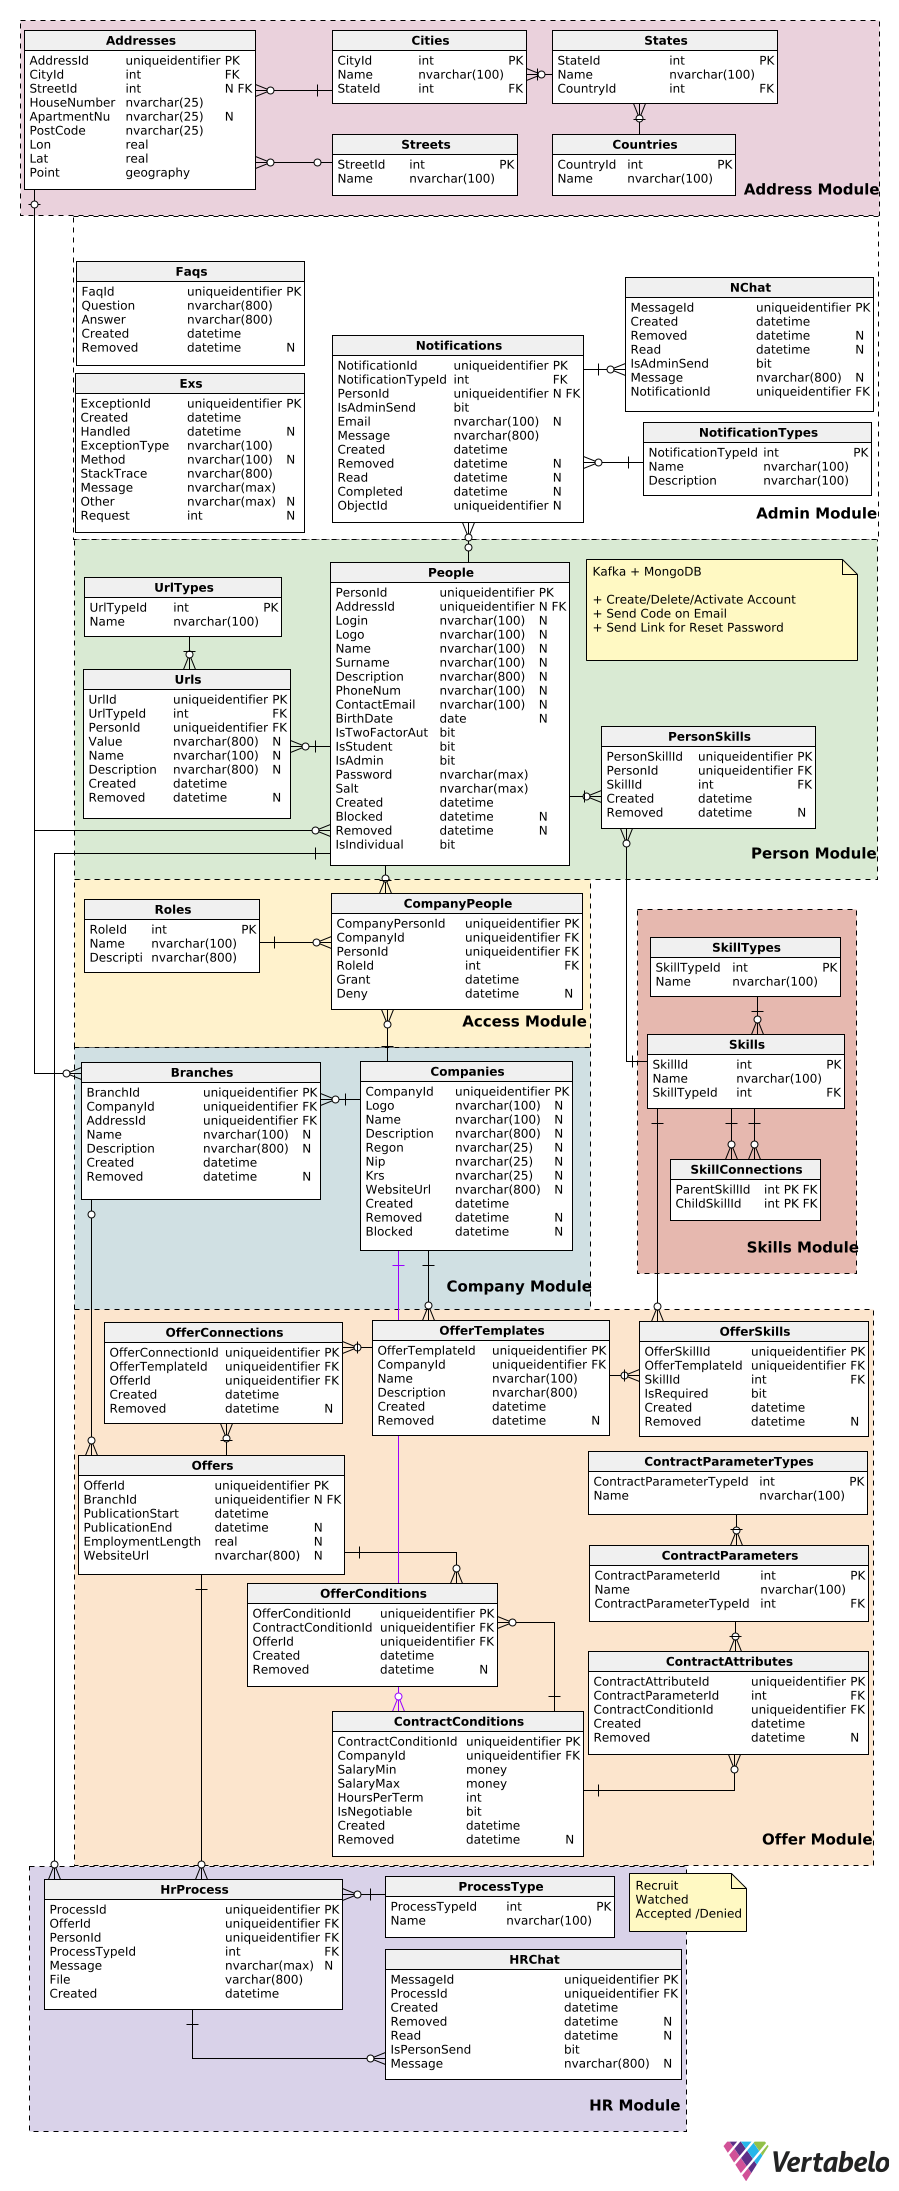 Addresses
AddressId uniqueidentifier PK
CityId int FK
StreetId int N FK
HouseNumber nvarchar(25)
ApartmentNu nvarchar(25) N
PostCode nvarchar(25)
Lon real
Lat real
Point geography
Cities
CityId int PK
Name nvarchar(100)
StateId int FK
States
StateId int PK
Name nvarchar(100)
CountryId int FK
Streets
StreetId int PK
Name nvarchar(100)
Countries
CountryId int PK
Name nvarchar(100)
Address Module
Faqs
FaqId uniqueidentifier PK
Question nvarchar(800)
Answer nvarchar(800)
Created datetime
Removed datetime N
Exs
ExceptionId uniqueidentifier PK
Created datetime
Handled datetime N
ExceptionType nvarchar(100)
Method nvarchar(100) N
StackTrace nvarchar(800)
Message nvarchar(max)
Other nvarchar(max) N
Request int N
Notifications
NotificationId uniqueidentifier PK
NotificationTypeId int FK
PersonId uniqueidentifier N FK
IsAdminSend bit
Email nvarchar(100) N
Message nvarchar(800)
Created datetime
Removed datetime N
Read datetime N
Completed datetime N
ObjectId uniqueidentifier N
NChat
MessageId uniqueidentifier PK
Created datetime
Removed datetime N
Read datetime N
IsAdminSend bit
Message nvarchar(800) N
NotificationId uniqueidentifier FK
NotificationTypes
NotificationTypeId int PK
Name nvarchar(100)
Description nvarchar(100)
Admin Module
UrlTypes
UrlTypeId int PK
Name nvarchar(100)
Urls
UrlId uniqueidentifier PK
UrlTypeId int FK
PersonId uniqueidentifier FK
Value nvarchar(800) N
Name nvarchar(100) N
Description nvarchar(800) N
Created datetime
Removed datetime N
People
PersonId uniqueidentifier PK
AddressId uniqueidentifier N FK
Login nvarchar(100) N
Logo nvarchar(100) N
Name nvarchar(100) N
Surname nvarchar(100) N
Description nvarchar(800) N
PhoneNum nvarchar(100) N
ContactEmail nvarchar(100) N
BirthDate date N
IsTwoFactorAut bit
IsStudent bit
IsAdmin bit
Password nvarchar(max)
Salt nvarchar(max)
Created datetime
Blocked datetime N
Removed datetime N
IsIndividual bit
Kafka + MongoDB
+ Create/Delete/Activate Account
+ Send Code on Email
+ Send Link for Reset Password
PersonSkills
PersonSkillId uniqueidentifier PK
PersonId uniqueidentifier FK
SkillId int FK
Created datetime
Removed datetime N
Person Module
Roles
RoleId int PK
Name nvarchar(100)
Descripti nvarchar(800)
CompanyPeople
CompanyPersonId uniqueidentifier PK
CompanyId uniqueidentifier FK
PersonId uniqueidentifier FK
RoleId int FK
Grant datetime
Deny datetime N
Access Module
SkillTypes
SkillTypeId int PK
Name nvarchar(100)
Skills
SkillId int PK
Name nvarchar(100)
SkillTypeId int FK
SkillConnections
ParentSkillId int PK FK
ChildSkillId int PK FK
Skills Module
Branches
BranchId uniqueidentifier PK
CompanyId uniqueidentifier FK
AddressId uniqueidentifier FK
Name nvarchar(100) N
Description nvarchar(800) N
Created datetime
Removed datetime N
Companies
CompanyId uniqueidentifier PK
Logo nvarchar(100) N
Name nvarchar(100) N
Description nvarchar(800) N
Regon nvarchar(25) N
Nip nvarchar(25) N
Krs nvarchar(25) N
WebsiteUrl nvarchar(800) N
Created datetime
Removed datetime N
Blocked datetime N
Company Module
OfferConnections
OfferConnectionId uniqueidentifier PK
OfferTemplateId uniqueidentifier FK
OfferId uniqueidentifier FK
Created datetime
Removed datetime N
OfferTemplates
OfferTemplateId uniqueidentifier PK
CompanyId uniqueidentifier FK
Name nvarchar(100)
Description nvarchar(800)
Created datetime
Removed datetime N
OfferSkills
OfferSkillId uniqueidentifier PK
OfferTemplateId uniqueidentifier FK
SkillId int FK
IsRequired bit
Created datetime
Removed datetime N
Offers
OfferId uniqueidentifier PK
BranchId uniqueidentifier N FK
PublicationStart datetime
PublicationEnd datetime N
EmploymentLength real N
WebsiteUrl nvarchar(800) N
ContractParameterTypes
ContractParameterTypeId int PK
Name nvarchar(100)
ContractParameters
ContractParameterId int PK
Name nvarchar(100)
ContractParameterTypeId int FK
OfferConditions
OfferConditionId uniqueidentifier PK
ContractConditionId uniqueidentifier FK
OfferId uniqueidentifier FK
Created datetime
Removed datetime N
ContractAttributes
ContractAttributeId uniqueidentifier PK
ContractParameterId int FK
ContractConditionId uniqueidentifier FK
Created datetime
Removed datetime N
ContractConditions
ContractConditionId uniqueidentifier PK
CompanyId uniqueidentifier FK
SalaryMin money
SalaryMax money
HoursPerTerm int
IsNegotiable bit
Created datetime
Removed datetime N
Offer Module
HrProcess
ProcessId uniqueidentifier PK
OfferId uniqueidentifier FK
PersonId uniqueidentifier FK
ProcessTypeId int FK
Message nvarchar(max) N
File varchar(800)
Created datetime
ProcessType
ProcessTypeId int PK
Name nvarchar(100)
Recruit
Watched
Accepted /Denied
HRChat
MessageId uniqueidentifier PK
ProcessId uniqueidentifier FK
Created datetime
Removed datetime N
Read datetime N
IsPersonSend bit
Message nvarchar(800) N
HR Module
Vertabelo